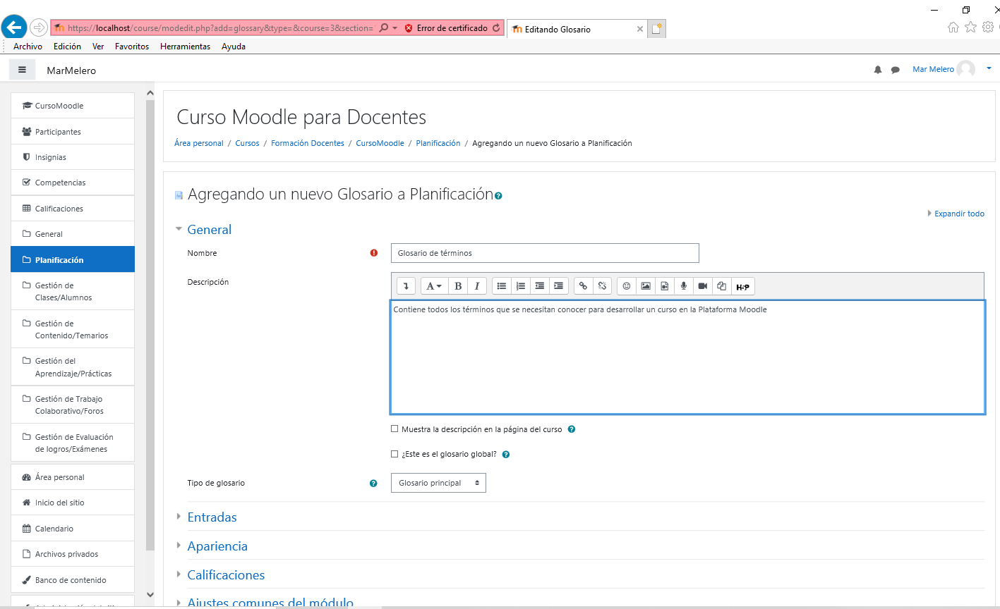 https://localhost/course/modedit.php?add=glossary&type=&course=3&section=
Error de certificado
Editando Glosario
Archivo Edición Ver Favoritos Herramientas Ayuda
MarMelero
Mar Melero
CursoMoodle
Participantes
Insignias
Competencias
Calificaciones
General
Planificación
Gestión de
Clases/Alumnos
Gestión de
Contenido/Temarios
Gestión del
Aprendizaje/Prácticas
Gestión de Trabajo
Colaborativo/Foros
Gestión de Evaluación
de logros/Exámenes
Área personal
Inicio del sitio
Calendario
Archivos privados
Banco de contenido
Curso Moodle para Docentes
Área personal / Cursos / Formación Docentes / CursoMoodle / Planificación / Agregando un nuevo Glosario a Planificación
Agregando un nuevo Glosario a Planificación
Expandir todo
General
Nombre
Glosario de términos
Descripción
A B I H-P
Contiene todos los términos que se necesitan conocer para desarrollar un curso en la Plataforma Moodle
Muestra la descripción en la página del curso
¿Este es el glosario global?
Tipo de glosario
Glosario principal
Entradas
Apariencia
Calificaciones
Ajustes comunes del módulo